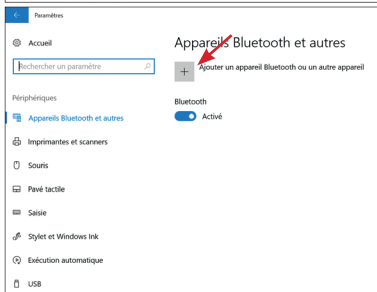 Paramètres
Accueil
Rechercher un paramètre
Périphériques
Appareils Bluetooth et autres
Imprimantes et scanners
Souris
Pavé tactile
Saisie
Stylet et Windows Ink
Exécution automatique
USB
Appareils Bluetooth et autres
Ajouter un appareil Bluetooth ou un autre appareil
Bluetooth
Activé